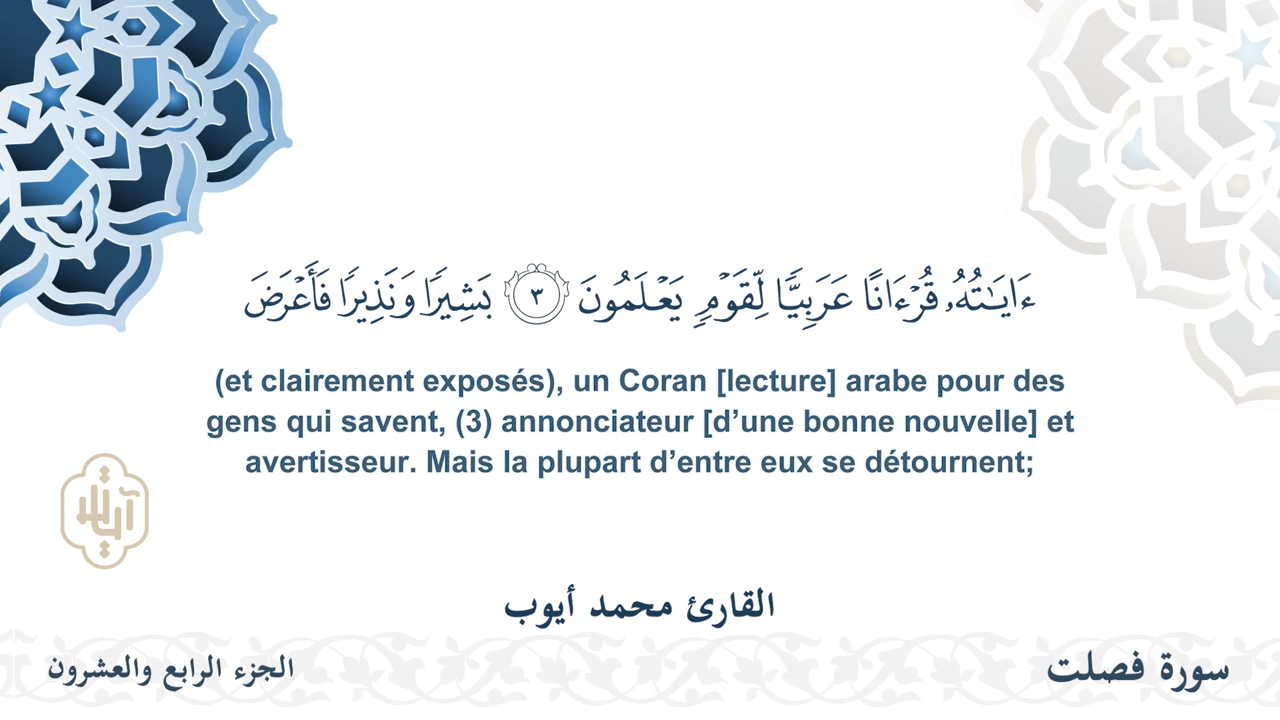 ءَايَٰتُهُۥ قُرْءَانًا عَرَبِيًّا لِّقَوْمٍ يَعْلَمُونَ ٣ بَشِيرًا وَنَذِيرًا فَأَعْرَضَ
(et clairement exposés), un Coran [lecture] arabe pour des
gens qui savent, (3) annonciateur [d’une bonne nouvelle] et
avertisseur. Mais la plupart d’entre eux se détournent;
آيات
القارئ محمد أيوب
سورة فصلت
الجزء الرابع والعشرون